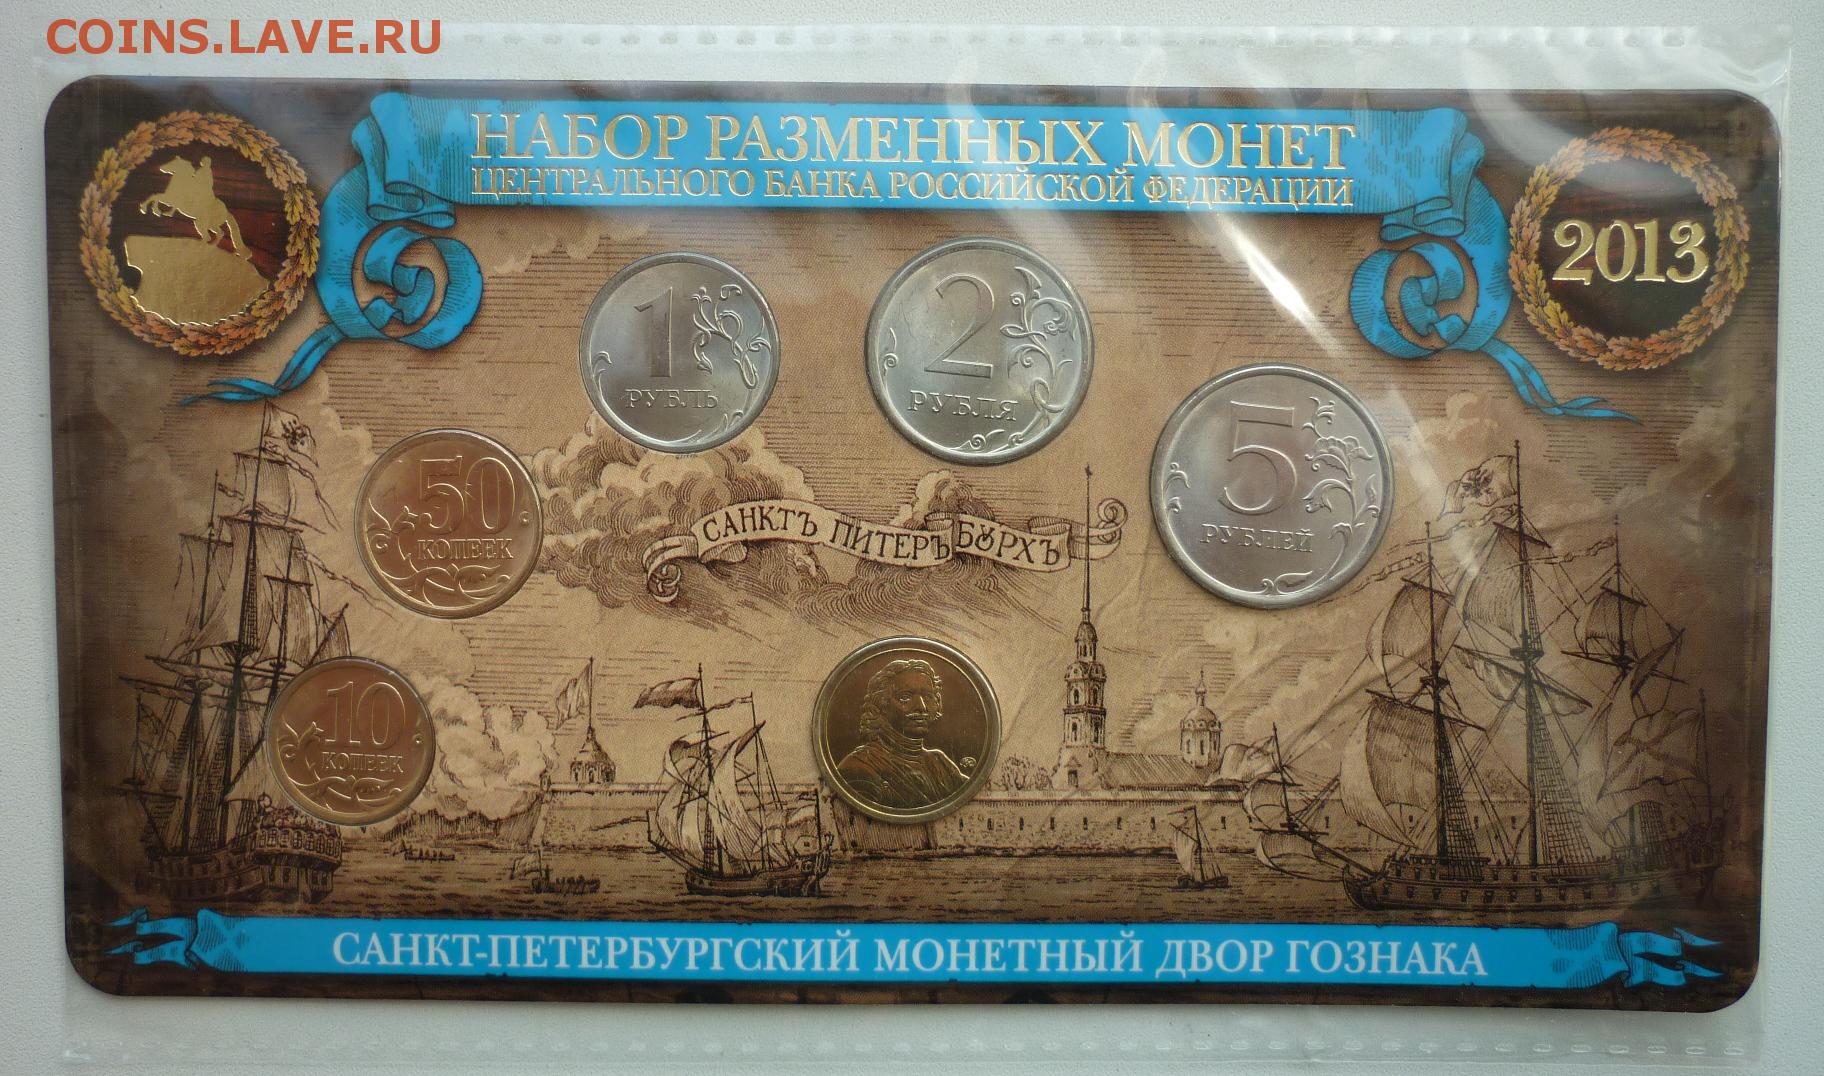 COINS.LAVE.RU
НАБОР РАЗМЕННЫХ МОНЕТ
ЦЕНТРАЛЬНОГО БАНКА РОССИЙСКОЙ ФЕДЕРАЦИИ
2013
1
РУБЛЬ
2
РУБЛЯ
5
РУБЛЕЙ
50
КОПЕЕК
САНКТЪ ПИТЕРЪ БУРХЪ
10
КОПЕЕК
САНКТ-ПЕТЕРБУРГСКИЙ МОНЕТНЫЙ ДВОР ГОЗНАКА